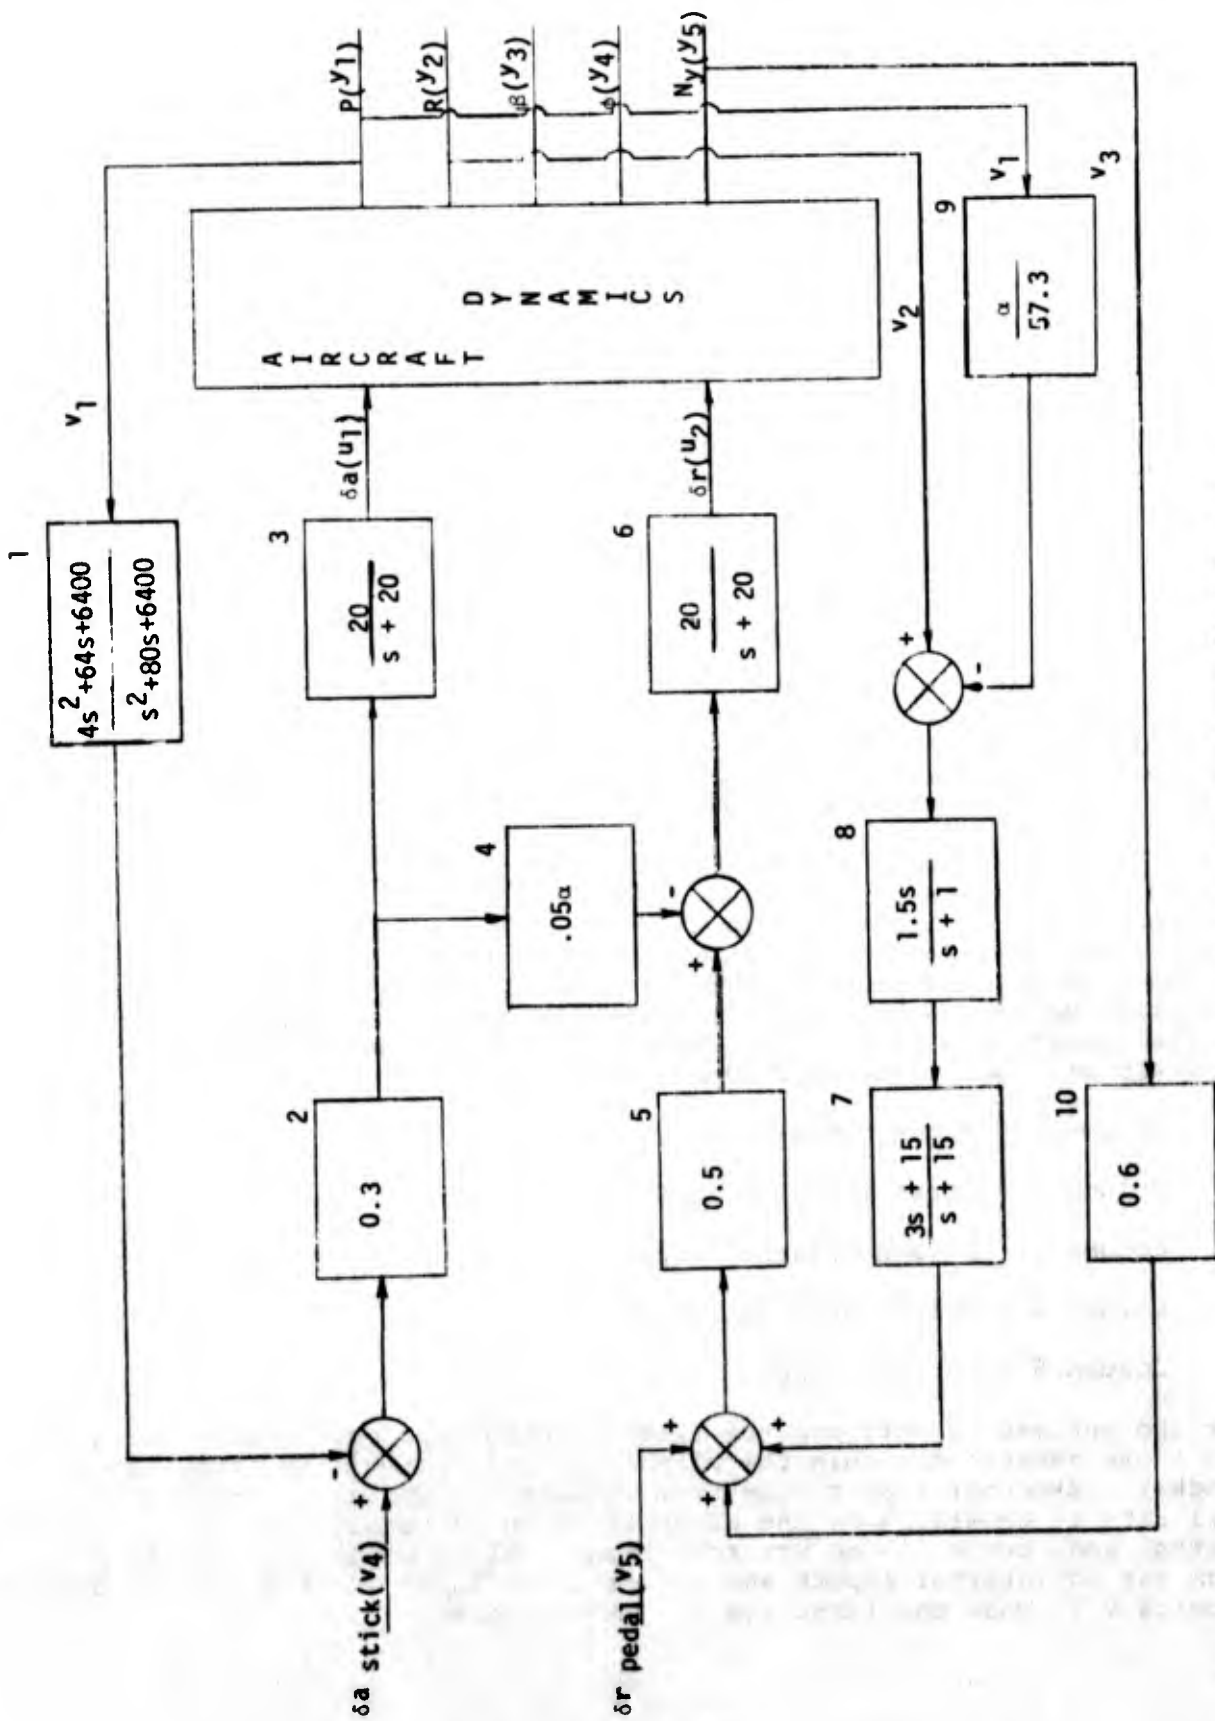 1
4s²+64s+6400
s²+80s+6400
v₁
δa stick(v₄)
+
-
2
0.3
3
20
s + 20
δa(u₁)
AIRCRAFT
DYNAMICS
P(y₁)
R(y₂)
β(y₃)
φ(y₄)
Ny(y₅)
4
.05α
-
+
δr pedal(v₅)
+
+
+
5
0.5
6
20
s + 20
δr(u₂)
7
3s + 15
s + 15
8
1.5s
s + 1
+
-
v₂
9
α
57.3
v₁
v₃
10
0.6